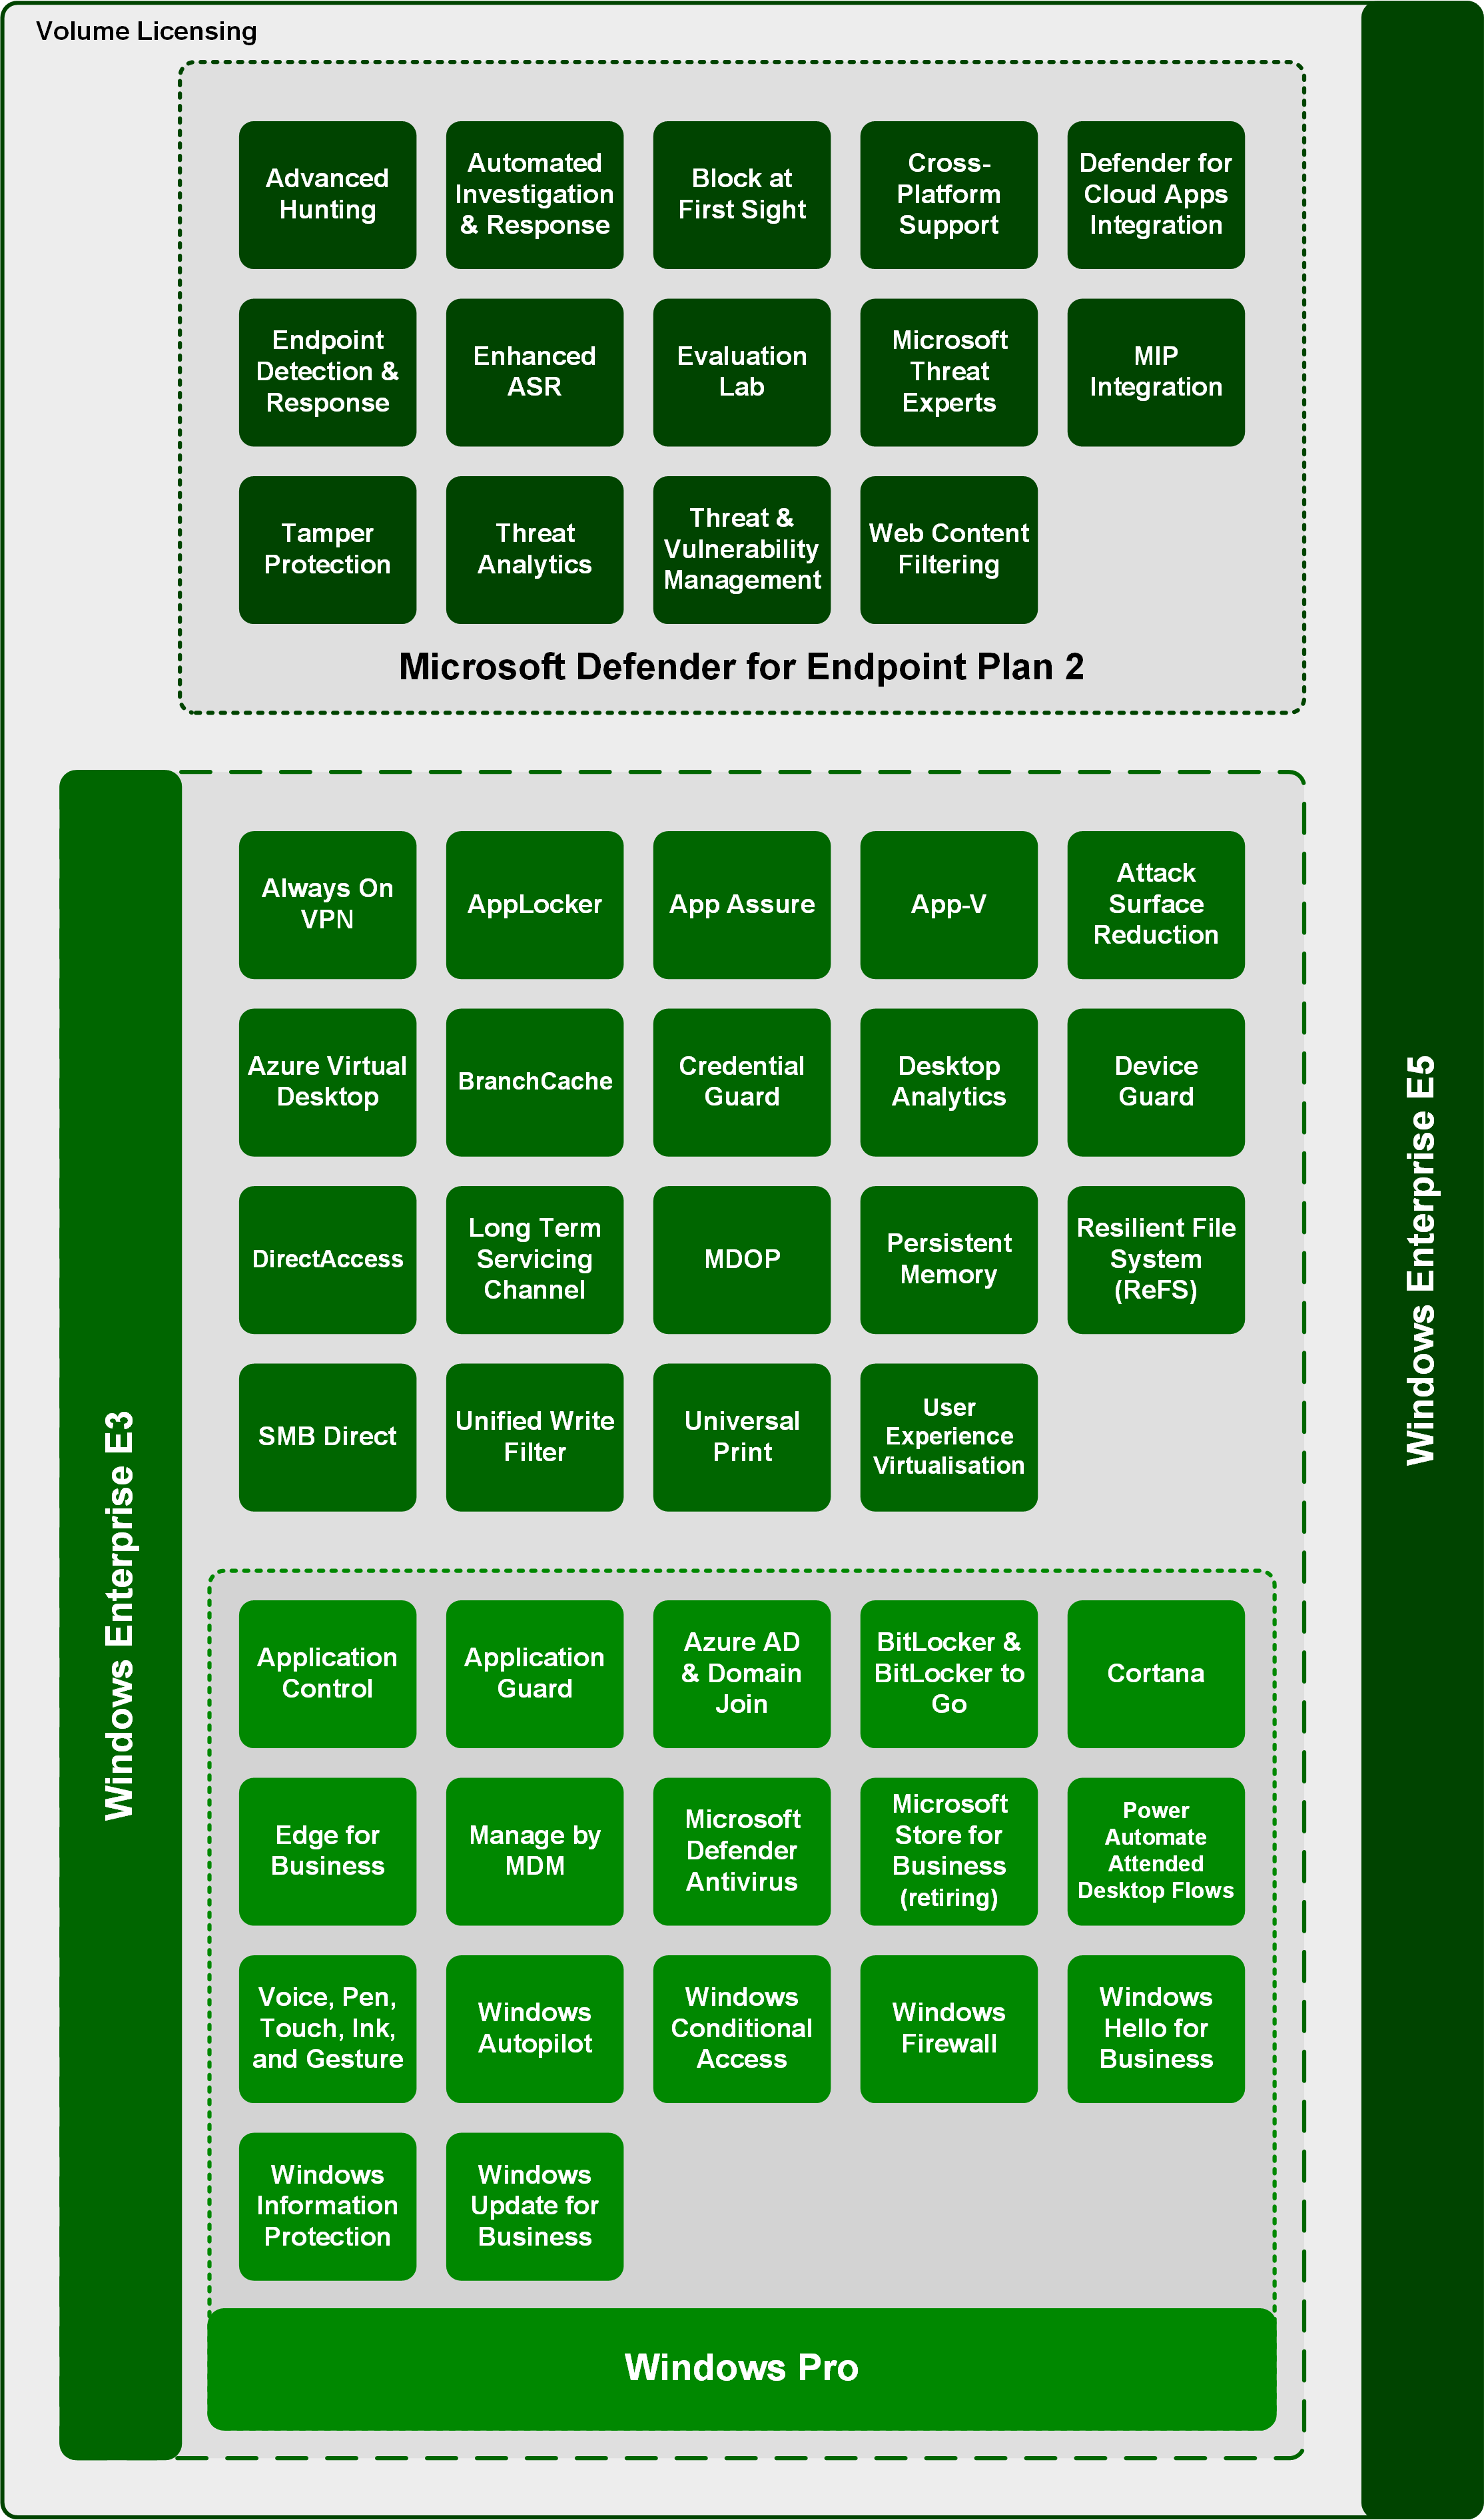 Volume Licensing
Advanced
Hunting
Automated
Investigation
& Response
Block at
First Sight
Cross-
Platform
Support
Defender for
Cloud Apps
Integration
Endpoint
Detection &
Response
Enhanced
ASR
Evaluation
Lab
Microsoft
Threat
Experts
MIP
Integration
Tamper
Protection
Threat
Analytics
Threat &
Vulnerability
Management
Web Content
Filtering
Microsoft Defender for Endpoint Plan 2
Always On
VPN
AppLocker
App Assure
App-V
Attack
Surface
Reduction
Azure Virtual
Desktop
BranchCache
Credential
Guard
Desktop
Analytics
Device
Guard
DirectAccess
Long Term
Servicing
Channel
MDOP
Persistent
Memory
Resilient File
System
(ReFS)
SMB Direct
Unified Write
Filter
Universal
Print
User
Experience
Virtualisation
Application
Control
Application
Guard
Azure AD
& Domain
Join
BitLocker &
BitLocker to
Go
Cortana
Edge for
Business
Manage by
MDM
Microsoft
Defender
Antivirus
Microsoft
Store for
Business
(retiring)
Power
Automate
Attended
Desktop Flows
Voice, Pen,
Touch, Ink,
and Gesture
Windows
Autopilot
Windows
Conditional
Access
Windows
Firewall
Windows
Hello for
Business
Windows
Information
Protection
Windows
Update for
Business
Windows Pro
Windows Enterprise E3
Windows Enterprise E5